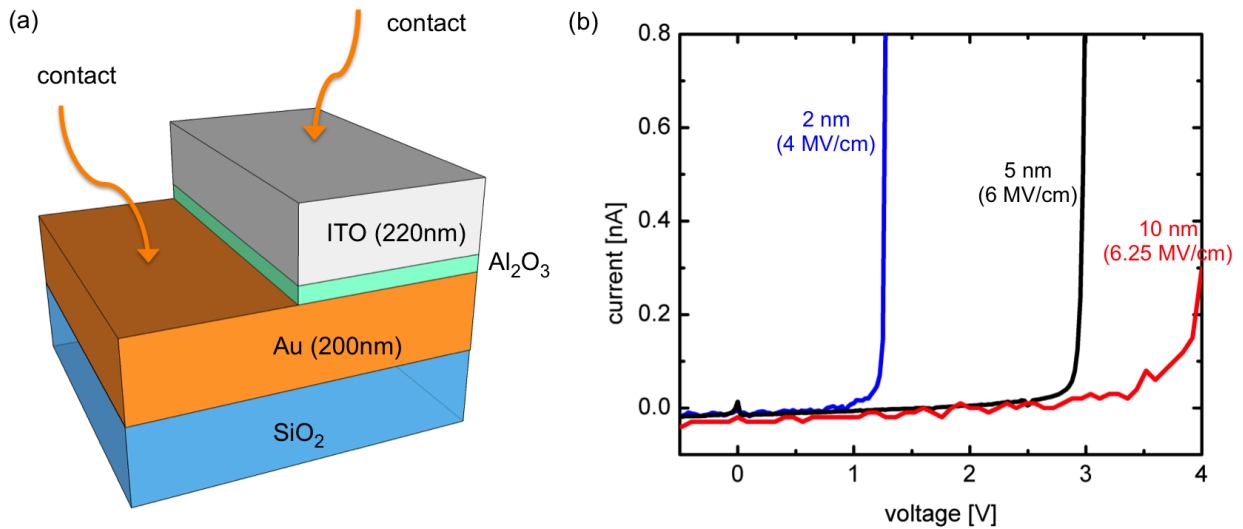 (a)
contact
contact
ITO (220nm)
Al₂O₃
Au (200nm)
SiO₂
(b)
current [nA]
0.8
0.6
0.4
0.2
0.0
2 nm
(4 MV/cm)
5 nm
(6 MV/cm)
10 nm
(6.25 MV/cm)
0 1 2 3 4
voltage [V]